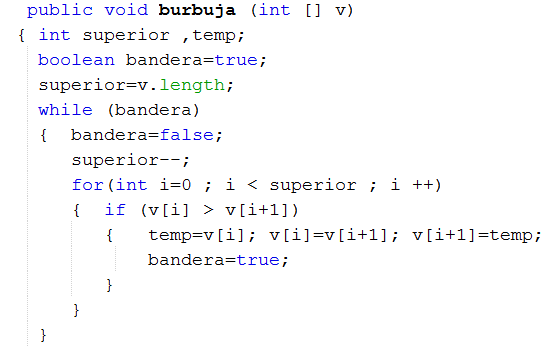 public void burbuja (int [] v)
{ int superior ,temp;
boolean bandera=true;
superior=v.length;
while (bandera)
{ bandera=false;
superior--;
for(int i=0 ; i < superior ; i ++)
{ if (v[i] > v[i+1])
{ temp=v[i]; v[i]=v[i+1]; v[i+1]=temp;
bandera=true;
}
}
}